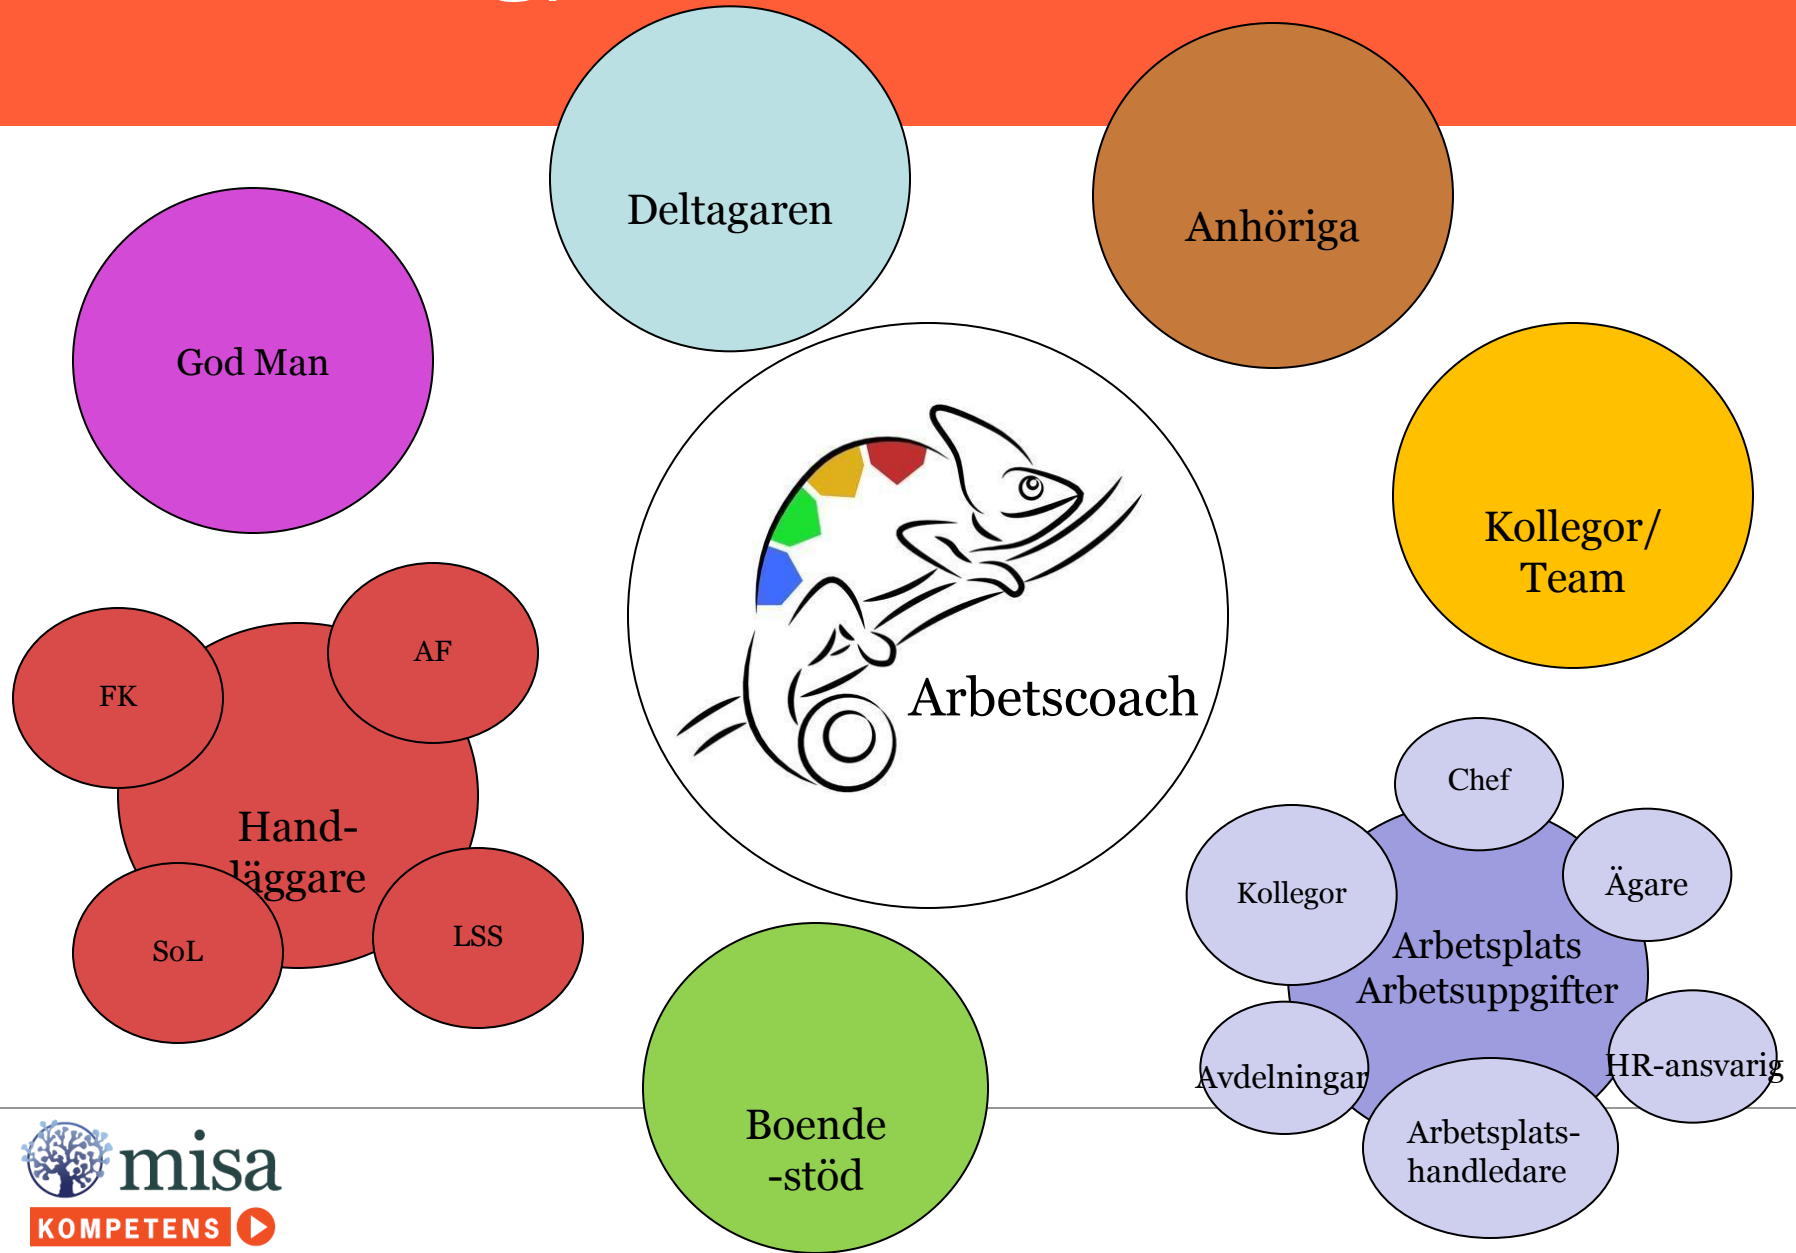 Deltagaren
Anhöriga
God Man
Kollegor/
Team
Arbetscoach
FK
AF
Hand-
läggare
SoL
LSS
Chef
Kollegor
Ägare
Arbetsplats
Arbetsuppgifter
Avdelningar
HR-ansvarig
Arbetsplats-
handledare
Boende
-stöd
misa
KOMPETENS